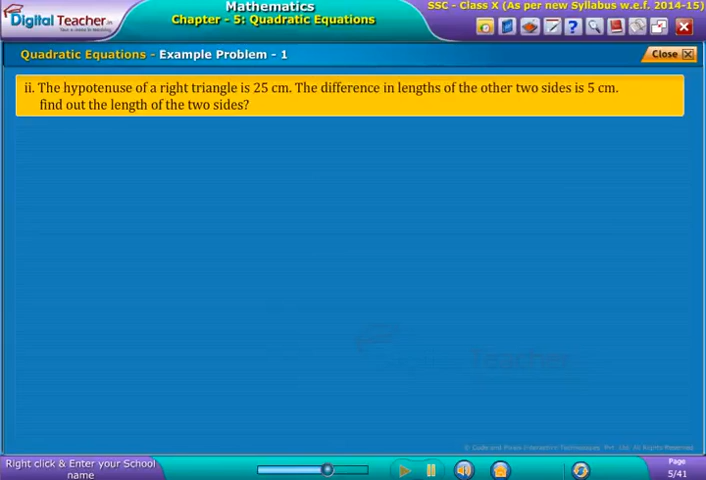 Mathematics
SSC - Class X (As per new Syllabus w.e.f. 2014-15)
Digital Teacher.in
Chapter - 5: Quadratic Equations
Quadratic Equations - Example Problem - 1
Close
ii. The hypotenuse of a right triangle is 25 cm. The difference in lengths of the other two sides is 5 cm.
find out the length of the two sides?
Teacher
Right click & Enter your School
name
Page
5/41